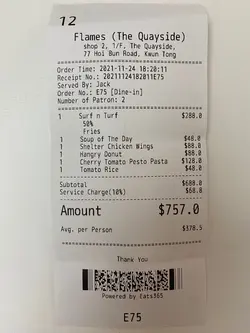 12
Flames (The Quayside)
shop 2, 1/F, The Quayside,
77 Hoi Bun Road, Kwun Tong
Order Time: 2021-11-24 18:20:11
Receipt No.: 20211124182811E75
Served By: Jack
Order No.: E75 [Dine-in]
Number of Patron: 2
1 Surf n Turf $288.0
50%
Fries
1 Soup of The Day $48.0
1 Shelter Chicken Wings $88.0
1 Hangry Donut $88.0
1 Cherry Tomato Pesto Pasta $128.0
1 Tomato Rice $48.0
Subtotal $688.0
Service Charge(10%) $68.8
Amount $757.0
Avg. per Person $378.5
Thank You
Powered by Eats365
E75